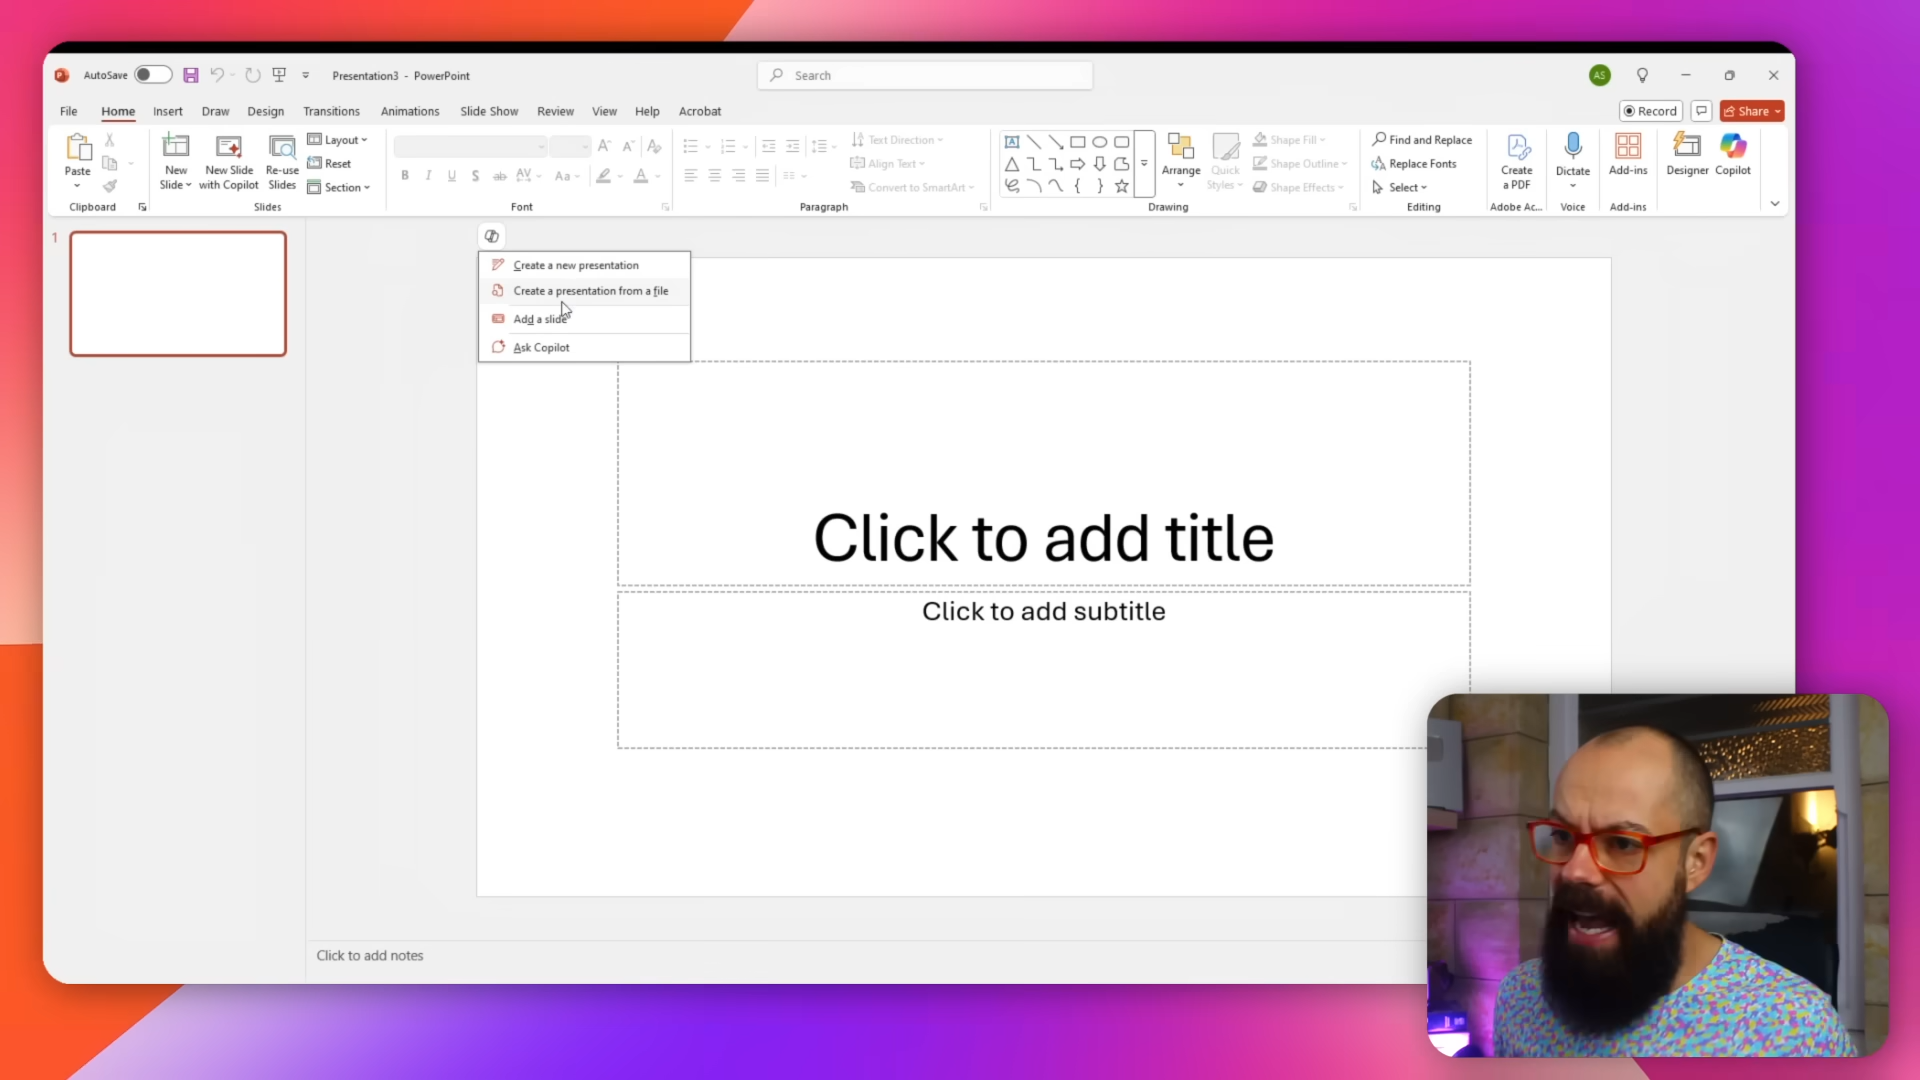 AutoSave
Presentation3 - PowerPoint
Search
AS
File Home Insert Draw Design Transitions Animations Slide Show Review View Help Acrobat
Record
Share
Paste
New Slide
New Slide with Copilot
Re-use Slides
Layout
Reset
Section
B I U S ab AV Aa A
Text Direction
Align Text
Convert to SmartArt
Arrange
Quick Styles
Shape Fill
Shape Outline
Shape Effects
Find and Replace
Replace Fonts
Select
Create a PDF
Dictate
Add-ins
Designer
Copilot
Clipboard
Slides
Font
Paragraph
Drawing
Editing
Adobe Ac...
Voice
Add-ins
1
Create a new presentation
Create a presentation from a file
Add a slide
Ask Copilot
Click to add title
Click to add subtitle
Click to add notes